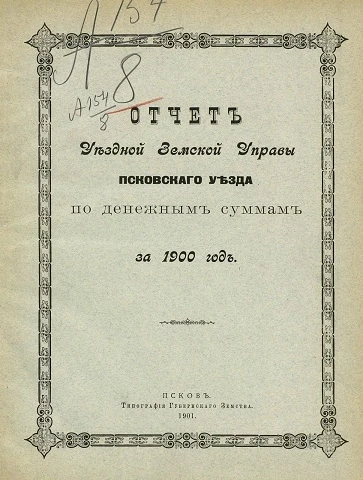 А 154
8
А 154
8
ОТЧЕТЪ
Уѣздной Земской Управы
ПСКОВСКАГО УѢЗДА
по денежнымъ суммамъ
за 1900 годъ.
ПСКОВЪ.
Типографія Губернскаго Земства.
1901.